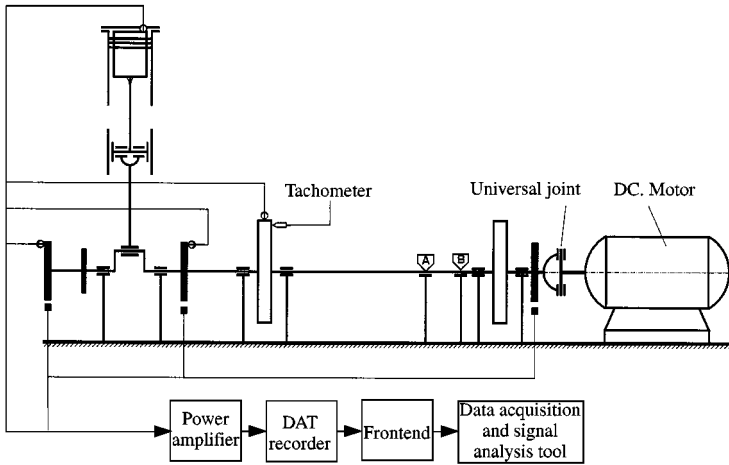 Tachometer
Universal joint
DC. Motor
A
B
Power
amplifier
DAT
recorder
Frontend
Data acquisition
and signal
analysis tool